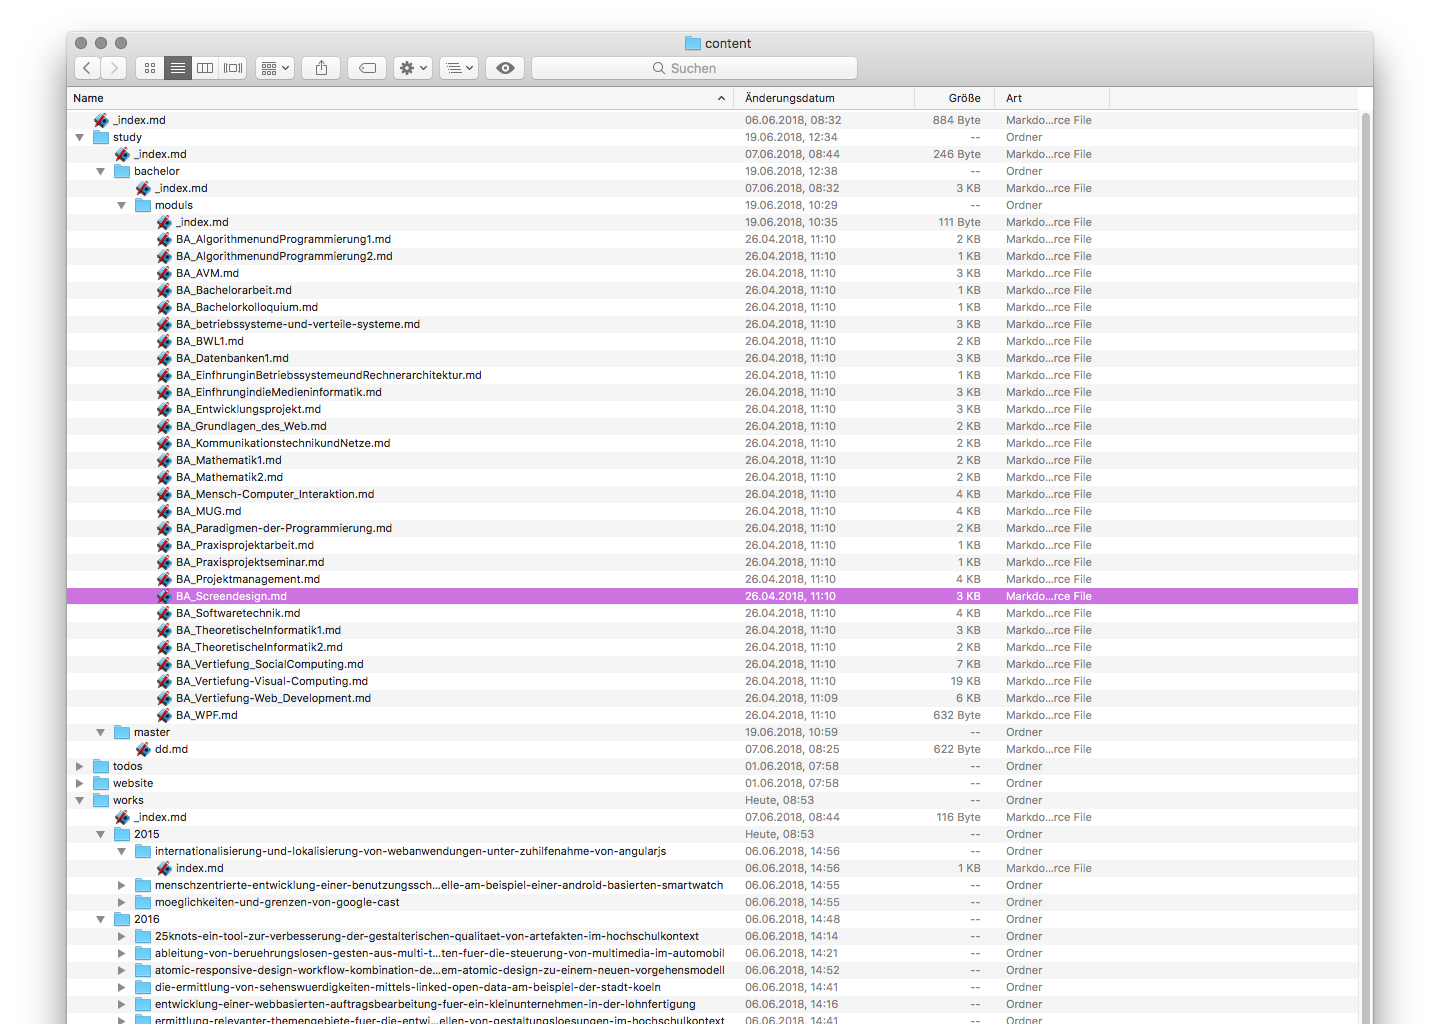 content
Suchen
Name Änderungsdatum Größe Art
_index.md 06.06.2018, 08:32 884 Byte Markdo...rce File
study 19.06.2018, 12:34 -- Ordner
_index.md 07.06.2018, 08:44 246 Byte Markdo...rce File
bachelor 19.06.2018, 12:38 -- Ordner
_index.md 07.06.2018, 08:32 3 KB Markdo...rce File
moduls 19.06.2018, 10:29 -- Ordner
_index.md 19.06.2018, 10:35 111 Byte Markdo...rce File
BA_AlgorithmenundProgrammierung1.md 26.04.2018, 11:10 2 KB Markdo...rce File
BA_AlgorithmenundProgrammierung2.md 26.04.2018, 11:10 1 KB Markdo...rce File
BA_AVM.md 26.04.2018, 11:10 3 KB Markdo...rce File
BA_Bachelorarbeit.md 26.04.2018, 11:10 1 KB Markdo...rce File
BA_Bachelorkolloquium.md 26.04.2018, 11:10 1 KB Markdo...rce File
BA_betriebssysteme-und-verteile-systeme.md 26.04.2018, 11:10 3 KB Markdo...rce File
BA_BWL1.md 26.04.2018, 11:10 2 KB Markdo...rce File
BA_Datenbanken1.md 26.04.2018, 11:10 3 KB Markdo...rce File
BA_EinfhrunginBetriebssystemeundRechnerarchitektur.md 26.04.2018, 11:10 1 KB Markdo...rce File
BA_EinfhrungindieMedieninformatik.md 26.04.2018, 11:10 3 KB Markdo...rce File
BA_Entwicklungsprojekt.md 26.04.2018, 11:10 3 KB Markdo...rce File
BA_Grundlagen_des_Web.md 26.04.2018, 11:10 2 KB Markdo...rce File
BA_KommunikationstechnikundNetze.md 26.04.2018, 11:10 2 KB Markdo...rce File
BA_Mathematik1.md 26.04.2018, 11:10 2 KB Markdo...rce File
BA_Mathematik2.md 26.04.2018, 11:10 2 KB Markdo...rce File
BA_Mensch-Computer_Interaktion.md 26.04.2018, 11:10 4 KB Markdo...rce File
BA_MUG.md 26.04.2018, 11:10 4 KB Markdo...rce File
BA_Paradigmen-der-Programmierung.md 26.04.2018, 11:10 2 KB Markdo...rce File
BA_Praxisprojektarbeit.md 26.04.2018, 11:10 1 KB Markdo...rce File
BA_Praxisprojektseminar.md 26.04.2018, 11:10 1 KB Markdo...rce File
BA_Projektmanagement.md 26.04.2018, 11:10 4 KB Markdo...rce File
BA_Screendesign.md 26.04.2018, 11:10 3 KB Markdo...rce File
BA_Softwaretechnik.md 26.04.2018, 11:10 4 KB Markdo...rce File
BA_TheoretischeInformatik1.md 26.04.2018, 11:10 3 KB Markdo...rce File
BA_TheoretischeInformatik2.md 26.04.2018, 11:10 2 KB Markdo...rce File
BA_Vertiefung_SocialComputing.md 26.04.2018, 11:10 7 KB Markdo...rce File
BA_Vertiefung-Visual-Computing.md 26.04.2018, 11:10 19 KB Markdo...rce File
BA_Vertiefung-Web_Development.md 26.04.2018, 11:09 6 KB Markdo...rce File
BA_WPF.md 26.04.2018, 11:10 632 Byte Markdo...rce File
master 19.06.2018, 10:59 -- Ordner
dd.md 07.06.2018, 08:25 622 Byte Markdo...rce File
todos 01.06.2018, 07:58 -- Ordner
website 01.06.2018, 07:58 -- Ordner
works Heute, 08:53 -- Ordner
_index.md 07.06.2018, 08:44 116 Byte Markdo...rce File
2015 Heute, 08:53 -- Ordner
internationalisierung-und-lokalisierung-von-webanwendungen-unter-zuhilfenahme-von-angularjs 06.06.2018, 14:56 -- Ordner
index.md 06.06.2018, 14:56 1 KB Markdo...rce File
menschzentrierte-entwicklung-einer-benutzungssch...elle-am-beispiel-einer-android-basierten-smartwatch 06.06.2018, 14:55 -- Ordner
moeglichkeiten-und-grenzen-von-google-cast 06.06.2018, 14:55 -- Ordner
2016 06.06.2018, 14:48 -- Ordner
25knots-ein-tool-zur-verbesserung-der-gestalterischen-qualitaet-von-artefakten-im-hochschulkontext 06.06.2018, 14:14 -- Ordner
ableitung-von-beruehrungslosen-gesten-aus-multi-t...ten-fuer-die-steuerung-von-multimedia-im-automobil 06.06.2018, 14:21 -- Ordner
atomic-responsive-design-workflow-kombination-de...em-atomic-design-zu-einem-neuen-vorgehensmodell 06.06.2018, 14:52 -- Ordner
die-ermittlung-von-sehenswuerdigkeiten-mittels-linked-open-data-am-beispiel-der-stadt-koeln 06.06.2018, 14:41 -- Ordner
entwicklung-einer-webbasierten-auftragsbearbeitung-fuer-ein-kleinunternehmen-in-der-lohnfertigung 06.06.2018, 14:16 -- Ordner
ermittlung-relevanter-themengebiete-fuer-die-entwi...ellen-von-gestaltungsloesungen-im-hochschulkontext 06.06.2018, 14:41 -- Ordner